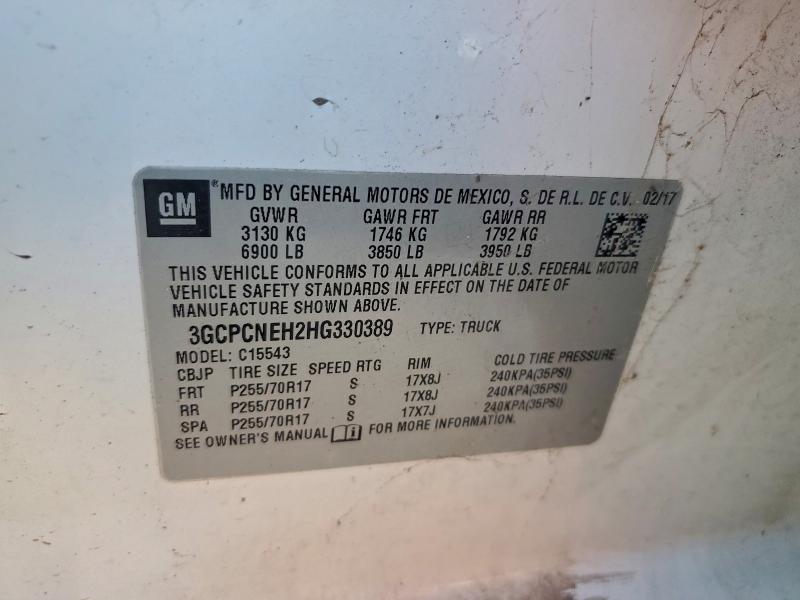 GM ® MFD BY GENERAL MOTORS DE MEXICO, S. DE R.L. DE C.V. 02/17
GVWR GAWR FRT GAWR RR
3130 KG 1746 KG 1792 KG
6900 LB 3850 LB 3950 LB
THIS VEHICLE CONFORMS TO ALL APPLICABLE U.S. FEDERAL MOTOR
VEHICLE SAFETY STANDARDS IN EFFECT ON THE DATE OF
MANUFACTURE SHOWN ABOVE.
3GCPCNEH2HG330389 TYPE: TRUCK
MODEL: C15543
CBJP TIRE SIZE SPEED RTG RIM COLD TIRE PRESSURE
FRT P255/70R17 S 17X8J 240KPA(35PSI)
RR P255/70R17 S 17X8J 240KPA(35PSI)
SPA P255/70R17 S 17X7J 240KPA(35PSI)
SEE OWNER'S MANUAL FOR MORE INFORMATION.